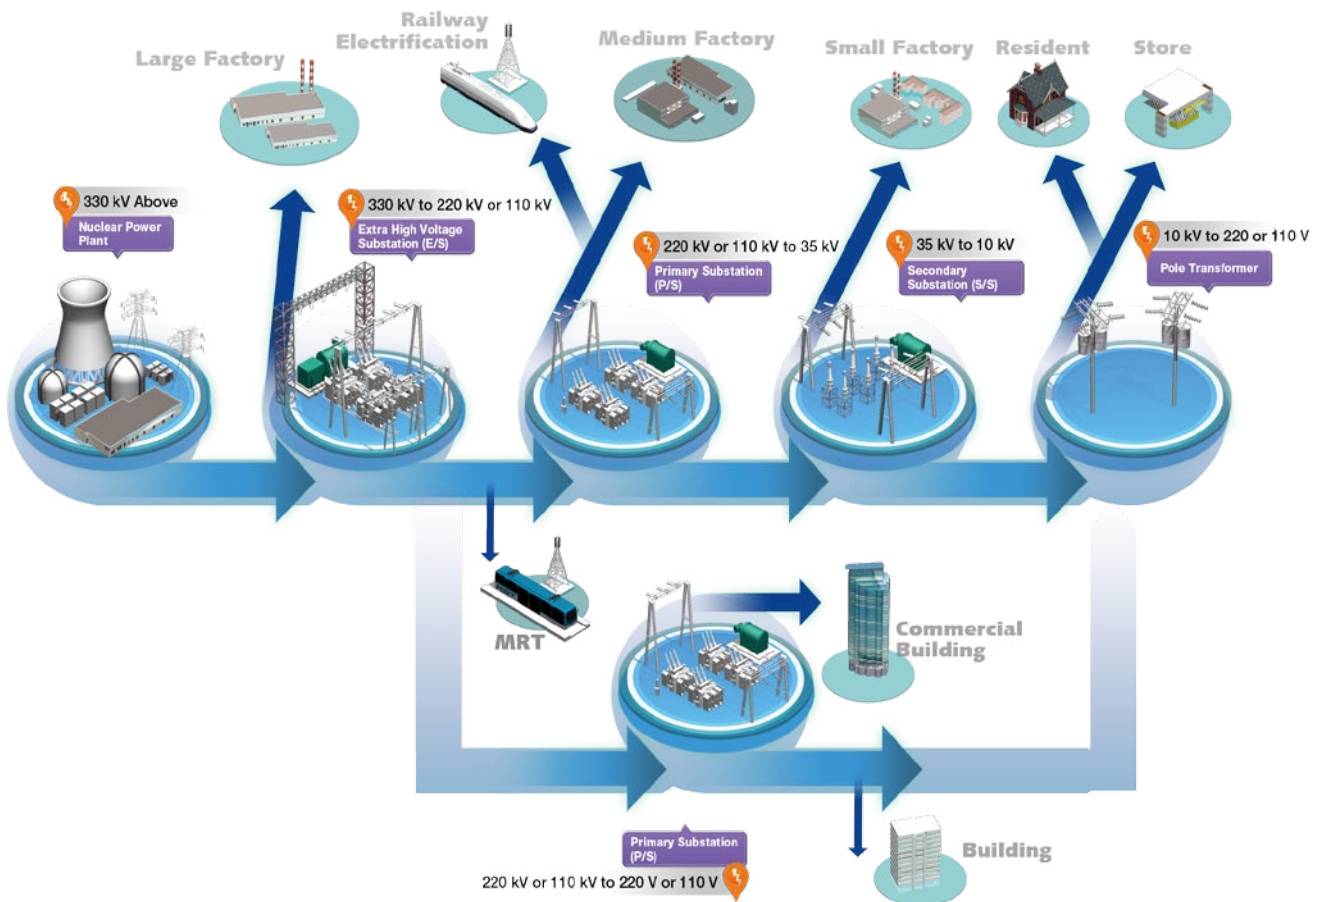 Railway
Electrification
Large Factory
Medium Factory
Small Factory
Resident
Store
330 kV Above
Nuclear Power
Plant
330 kV to 220 kV or 110 kV
Extra High Voltage
Substation (E/S)
220 kV or 110 kV to 35 kV
Primary Substation
(P/S)
35 kV to 10 kV
Secondary
Substation (S/S)
10 kV to 220 or 110 V
Pole Transformer
MRT
Commercial
Building
Primary Substation
(P/S)
220 kV or 110 kV to 220 V or 110 V
Building